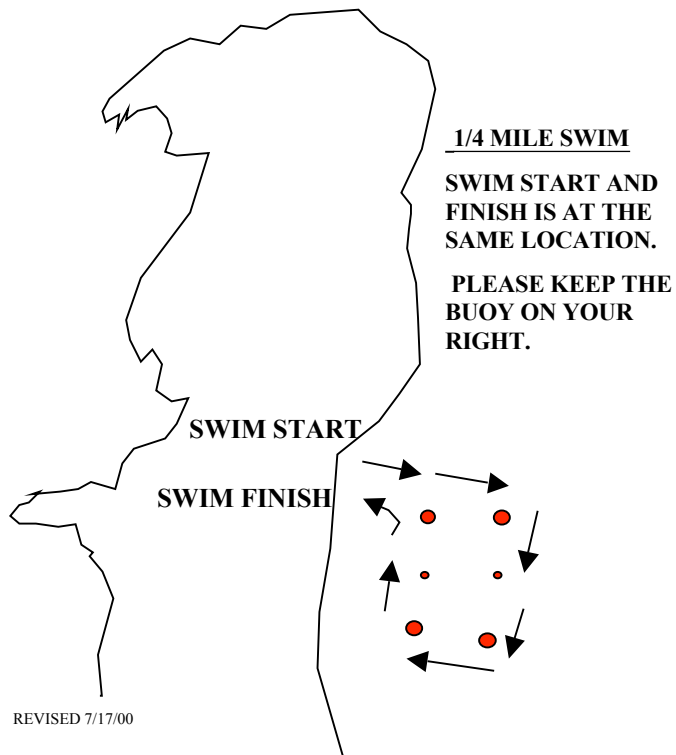 1/4 MILE SWIM
SWIM START AND
FINISH IS AT THE
SAME LOCATION.
PLEASE KEEP THE
BUOY ON YOUR
RIGHT.
SWIM START
SWIM FINISH
REVISED 7/17/00